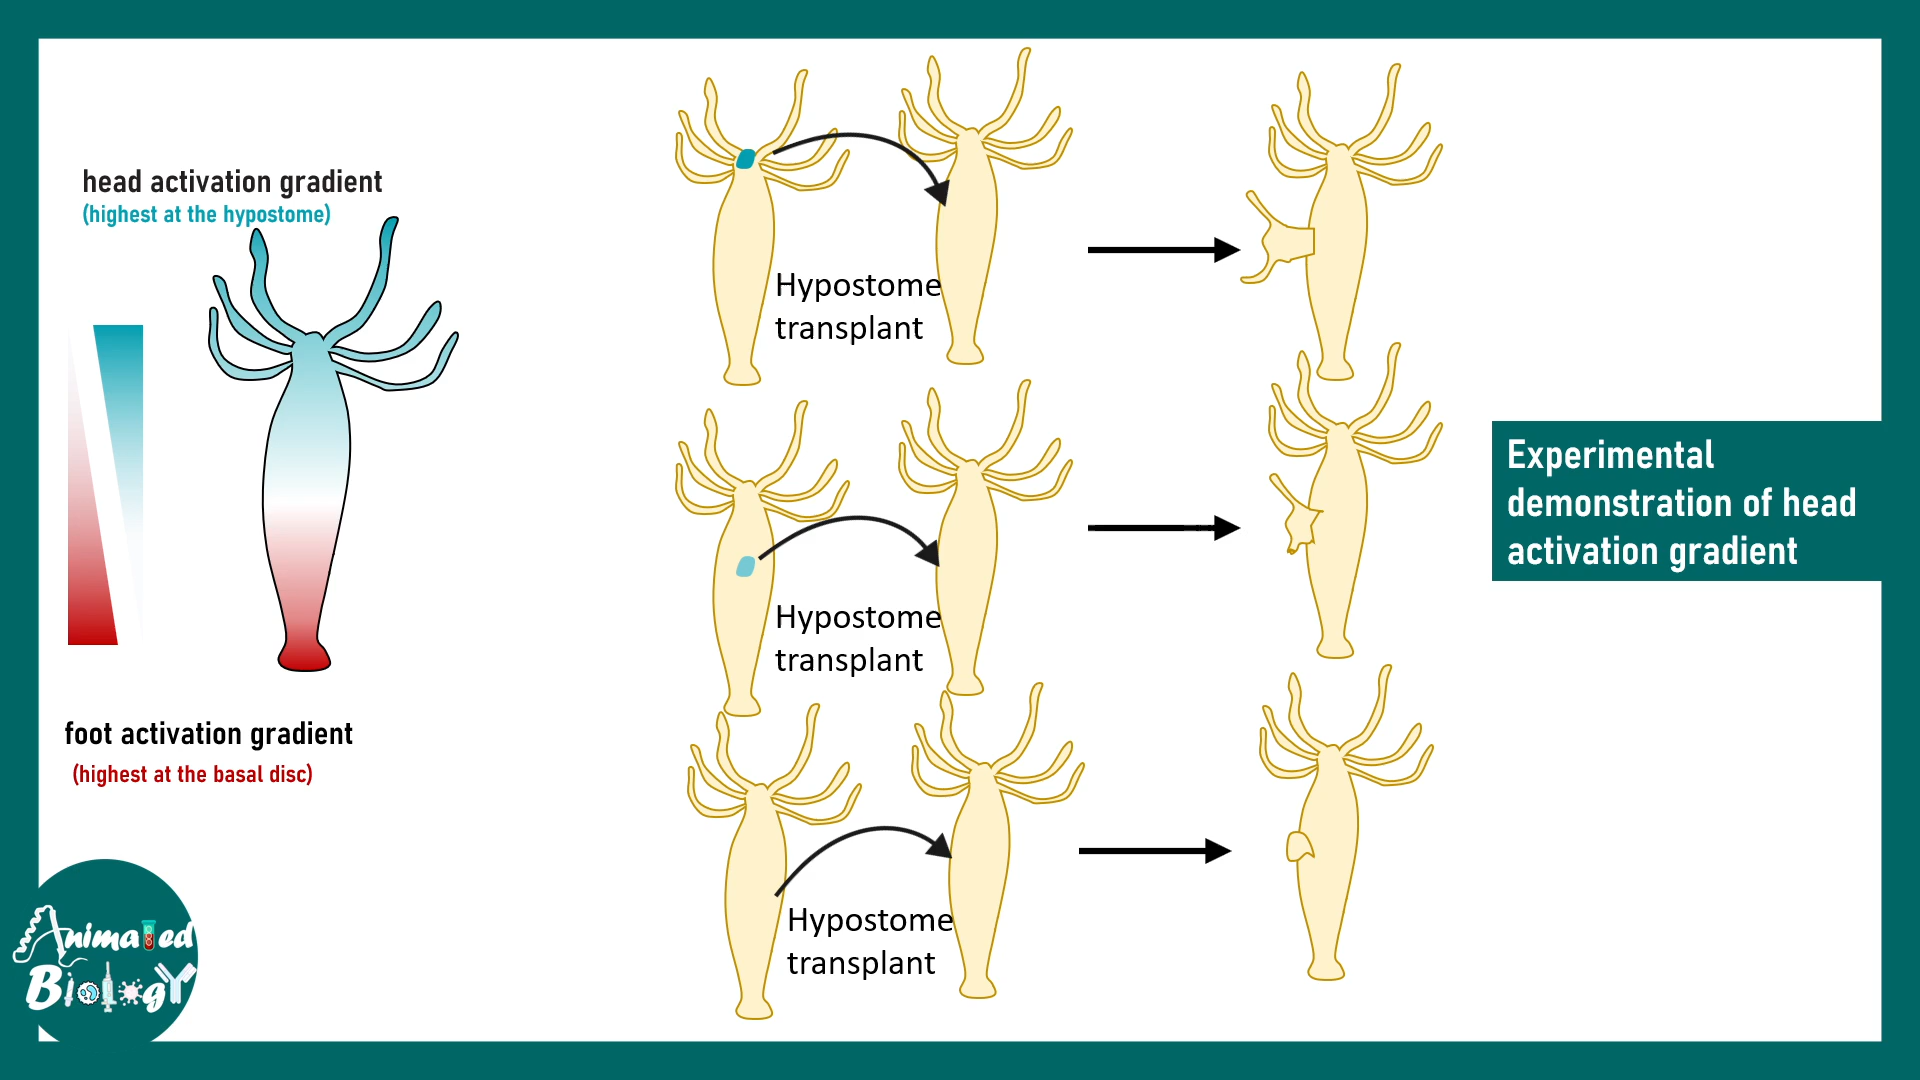 head activation gradient
(highest at the hypostome)
foot activation gradient
(highest at the basal disc)
Hypostome
transplant
Hypostome
transplant
Hypostome
transplant
Experimental
demonstration of head
activation gradient
Animated
Biology